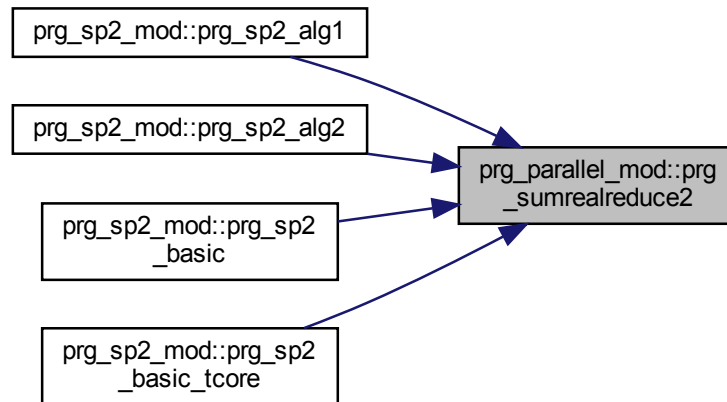 prg_sp2_mod::prg_sp2_alg1
prg_sp2_mod::prg_sp2_alg2
prg_parallel_mod::prg
_sumrealreduce2
prg_sp2_mod::prg_sp2
_basic
prg_sp2_mod::prg_sp2
_basic_tcore